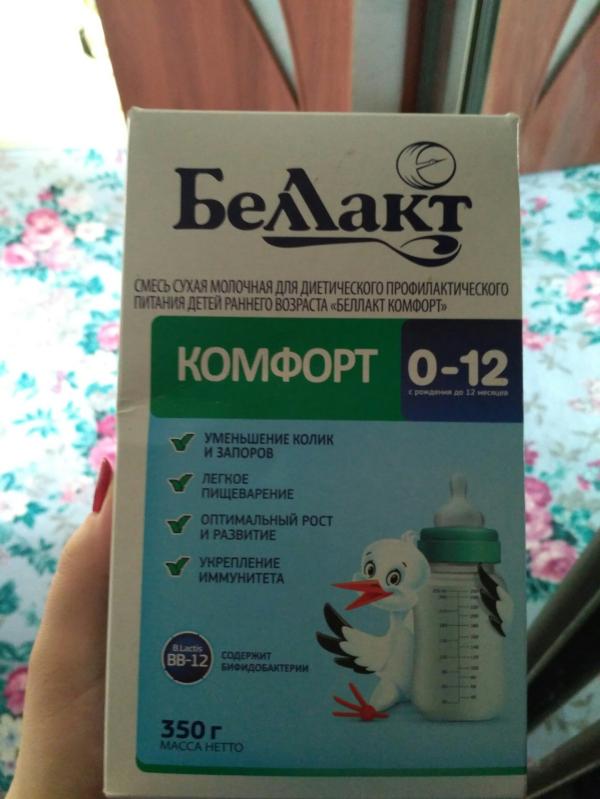 Беллакт
СМЕСЬ СУХАЯ МОЛОЧНАЯ ДЛЯ ДИЕТИЧЕСКОГО ПРОФИЛАКТИЧЕСКОГО
ПИТАНИЯ ДЕТЕЙ РАННЕГО ВОЗРАСТА «БЕЛЛАКТ КОМФОРТ»
КОМФОРТ
0-12
с рождения до 12 месяцев
УМЕНЬШЕНИЕ КОЛИК
И ЗАПОРОВ
ЛЕГКОЕ
ПИЩЕВАРЕНИЕ
ОПТИМАЛЬНЫЙ РОСТ
И РАЗВИТИЕ
УКРЕПЛЕНИЕ
ИММУНИТЕТА
B.Lactis
BB-12
СОДЕРЖИТ
БИФИДОБАКТЕРИИ
350 г
МАССА НЕТТО